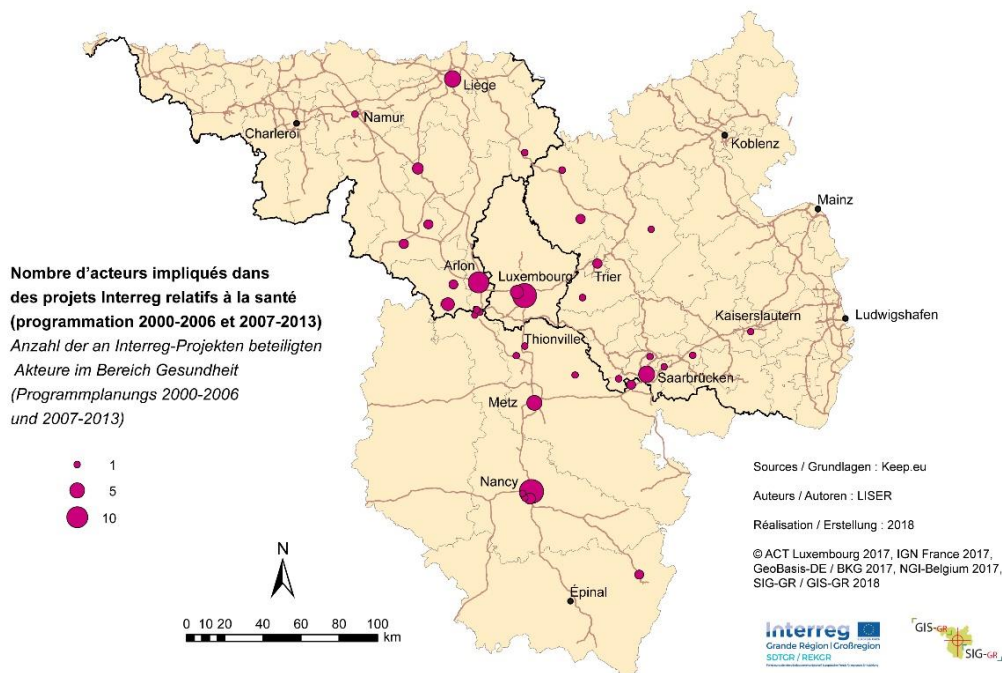 Liège
Namur
Charleroi
Koblenz
Mainz
Arlon
Luxembourg
Trier
Kaiserslautern
Ludwigshafen
Thionville
Saarbrücken
Metz
Nancy
Épinal
Nombre d'acteurs impliqués dans
des projets Interreg relatifs à la santé
(programmation 2000-2006 et 2007-2013)
Anzahl der an Interreg-Projekten beteiligten
Akteure im Bereich Gesundheit
(Programmplanungs 2000-2006
und 2007-2013)
1
5
10
N
0 10 20 40 60 80 100
km
Sources / Grundlagen : Keep.eu
Auteurs / Autoren : LISER
Réalisation / Erstellung : 2018
© ACT Luxembourg 2017, IGN France 2017,
GeoBasis-DE / BKG 2017, NGI-Belgium 2017,
SIG-GR / GIS-GR 2018
Interreg
Grande Région | Großregion
SDTGR / REKGR
GIS-GR
SIG-GR